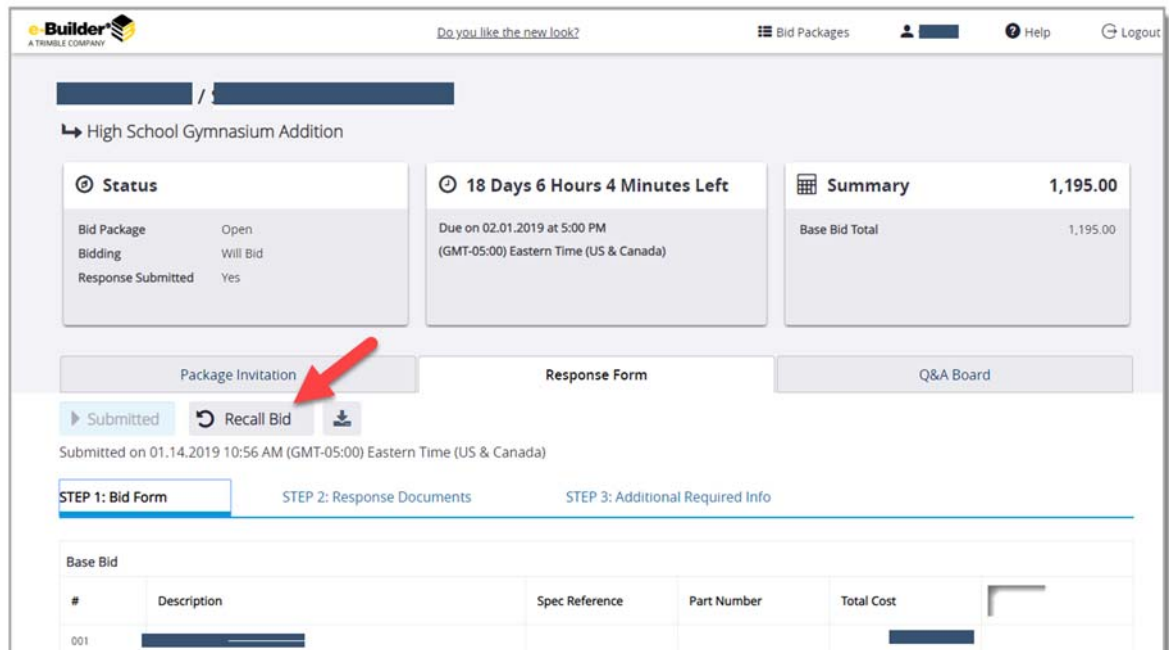 e-Builder®
A TRIMBLE COMPANY
Do you like the new look?
Bid Packages
Help
Logout
/
High School Gymnasium Addition
Status
18 Days 6 Hours 4 Minutes Left
Summary 1,195.00
Bid Package Open
Due on 02.01.2019 at 5:00 PM
Base Bid Total 1,195.00
Bidding Will Bid
(GMT-05:00) Eastern Time (US & Canada)
Response Submitted Yes
Package Invitation
Response Form
Q&A Board
Submitted
Recall Bid
Submitted on 01.14.2019 10:56 AM (GMT-05:00) Eastern Time (US & Canada)
STEP 1: Bid Form
STEP 2: Response Documents
STEP 3: Additional Required Info
Base Bid
# Description Spec Reference Part Number Total Cost
001